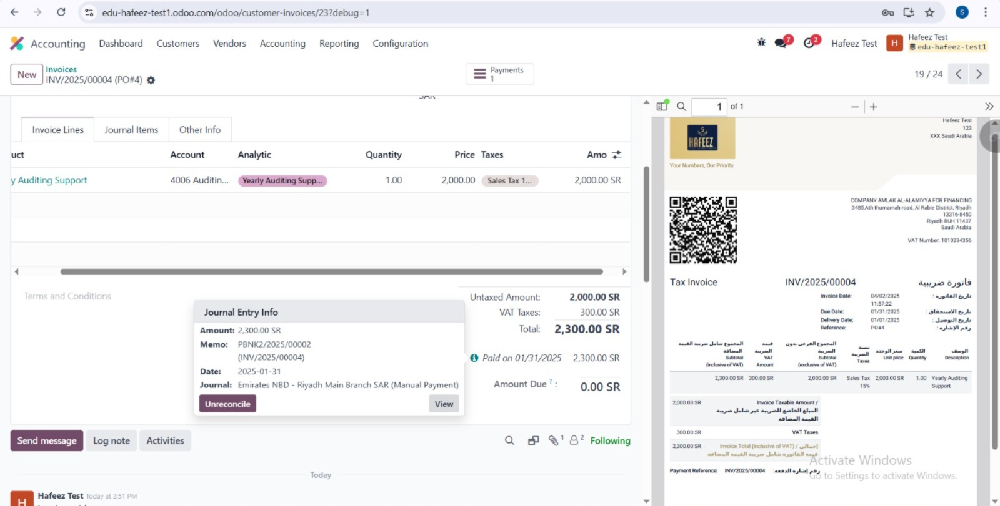 edu-hafeez-test1.odoo.com/odoo/customer-invoices/23?debug=1
S
Accounting Dashboard Customers Vendors Accounting Reporting Configuration
7 2 Hafeez Test H Hafeez Test
edu-hafeez-test1
New Invoices
INV/2025/00004 (PO#4)
Payments
1
19 / 24
SAR
Invoice Lines Journal Items Other Info
uct Account Analytic Quantity Price Taxes Amo
y Auditing Support 4006 Auditin... Yearly Auditing Supp... 1.00 2,000.00 Sales Tax 1... 2,000.00 SR
Terms and Conditions
Untaxed Amount: 2,000.00 SR
VAT Taxes: 300.00 SR
Total: 2,300.00 SR
Paid on 01/31/2025 2,300.00 SR
Amount Due ? : 0.00 SR
Journal Entry Info
Amount: 2,300.00 SR
Memo: PBNK2/2025/00002
(INV/2025/00004)
Date: 2025-01-31
Journal: Emirates NBD - Riyadh Main Branch SAR (Manual Payment)
Unreconcile View
Send message Log note Activities
1 2 Following
Today
H Hafeez Test Today at 2:51 PM
1 of 1
Hafeez Test
123
XXX Saudi Arabia
HAFEEZ
Your Numbers, Our Priority
COMPANY AMLAK AL-ALAMIYYA FOR FINANCING
3485,Ath thumamah road, Al Rabie District, Riyadh
13316-8450
Riyadh RUH 11437
Saudi Arabia
VAT Number: 1010234356
Tax Invoice INV/2025/00004 فاتورة ضريبية
Invoice Date: 04/02/2025 تاريخ الفاتوره :
11:57:22
Due Date: 01/31/2025 تاريخ الاستحقاق :
Delivery Date: 01/01/2025 تاريخ التوصيل :
Reference: PO#4 رقم الإشاره :
المجموع شامل ضريبة القيمة المضافة
Subtotal
(inclusive of VAT)
قيمة الضريبة
VAT
Amount
المجموع الفرعي بدون الضريبة
Subtotal
(exclusive of VAT)
نسبة الضريبة
Taxes
سعر الوحده
Unit price
الكمية
Quantity
الوصف
Description
2,300.00 SR 300.00 SR 2,000.00 SR Sales Tax 15% 2,000.00 SR 1.00 Yearly Auditing Support
2,000.00 SR Invoice Taxable Amount /
المبلغ الخاضع للضريبة غير شامل ضريبة
القيمه المضافه
300.00 SR VAT Taxes
2,300.00 SR Invoice Total (inclusive of VAT) / إجمالي
قيمة الفاتوره شامل ضريبة القيمه المضافه
Payment Reference: INV/2025/00004 رقم إشاره الدفعه:
Activate Windows
Go to Settings to activate Windows.